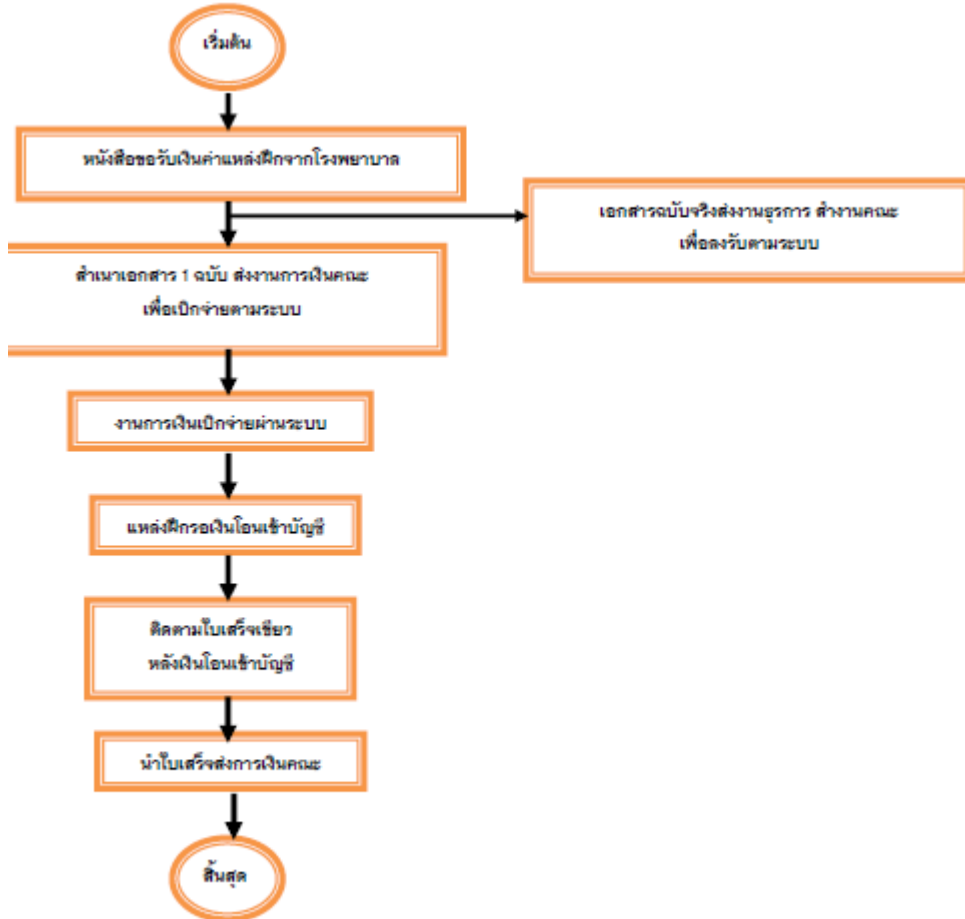 เริ่มต้น
หนังสือขอรับเงินค่าแหล่งฝึกจากโรงพยาบาล
เอกสารฉบับจริงส่งงานธุรการ สำงานคณะ
เพื่อลงรับตามระบบ
สำเนาเอกสาร 1 ฉบับ ส่งงานการเงินคณะ
เพื่อเบิกจ่ายตามระบบ
งานการเงินเบิกจ่ายผ่านระบบ
แหล่งฝึกรอเงินโอนเข้าบัญชี
ติดตามใบเสร็จเขียว
หลังเงินโอนเข้าบัญชี
นำใบเสร็จส่งการเงินคณะ
สิ้นสุด